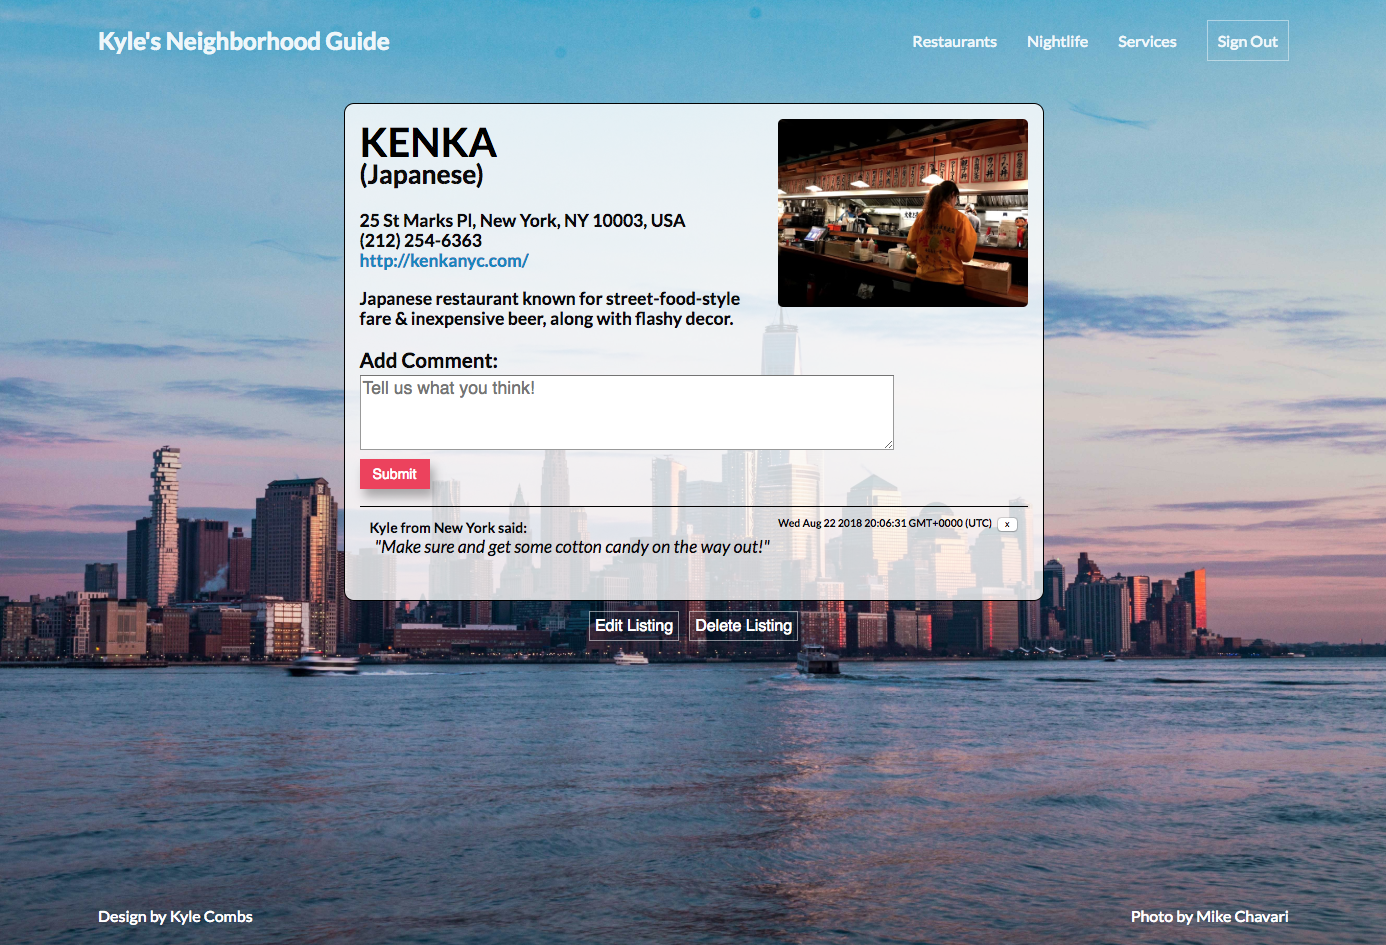 Kyle's Neighborhood Guide
Restaurants
Nightlife
Services
Sign Out
KENKA
(Japanese)
25 St Marks Pl, New York, NY 10003, USA
(212) 254-6363
http://kenkanyc.com/
Japanese restaurant known for street-food-style
fare & inexpensive beer, along with flashy decor.
Add Comment:
Tell us what you think!
Submit
Kyle from New York said:
Wed Aug 22 2018 20:06:31 GMT+0000 (UTC)
x
"Make sure and get some cotton candy on the way out!"
Edit Listing
Delete Listing
Design by Kyle Combs
Photo by Mike Chavari